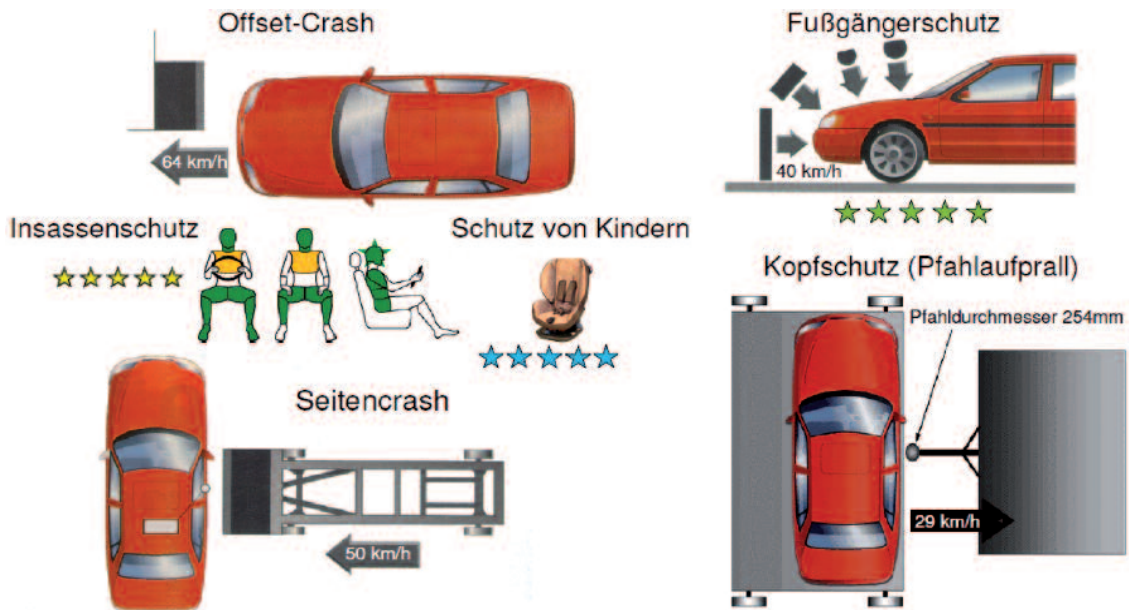 Offset-Crash
64 km/h
Fußgängerschutz
40 km/h
Insassenschutz
Schutz von Kindern
Kopfschutz (Pfahlaufprall)
Pfahldurchmesser 254mm
29 km/h
Seitencrash
50 km/h